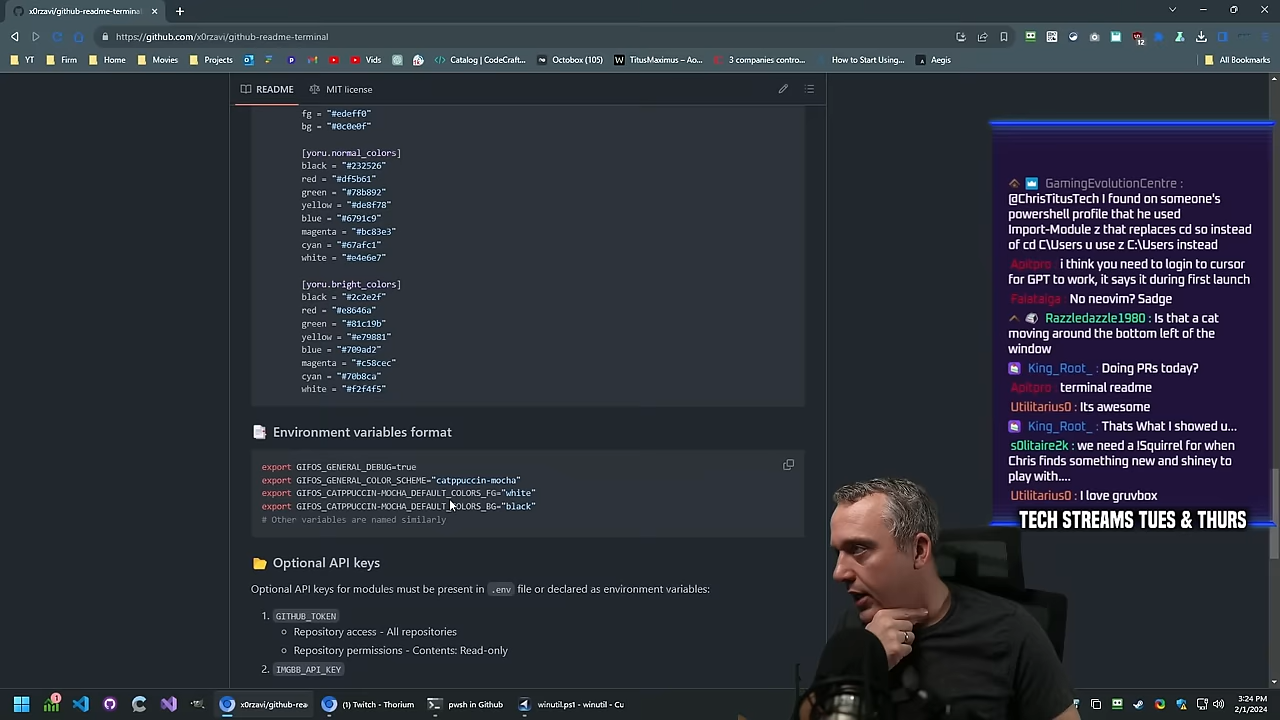 x0rzavi/github-readme-terminal
https://github.com/x0rzavi/github-readme-terminal
YT
Firm
Home
Movies
Projects
Vids
Catalog | CodeCraft...
Octobox (105)
TitusMaximus – Ao...
3 companies contro...
How to Start Using...
Aegis
All Bookmarks
README
MIT license
fg = "#edeff0"
bg = "#0c0e0f"
[yoru.normal_colors]
black = "#232526"
red = "#df5b61"
green = "#78b892"
yellow = "#de8f78"
blue = "#6791c9"
magenta = "#bc83e3"
cyan = "#67afc1"
white = "#e4e6e7"
[yoru.bright_colors]
black = "#2c2e2f"
red = "#e8646a"
green = "#81c19b"
yellow = "#e79881"
blue = "#709ad2"
magenta = "#c58cec"
cyan = "#70b8ca"
white = "#f2f4f5"
Environment variables format
export GIFOS_GENERAL_DEBUG=true
export GIFOS_GENERAL_COLOR_SCHEME="catppuccin-mocha"
export GIFOS_CATPPUCCIN-MOCHA_DEFAULT_COLORS_FG="white"
export GIFOS_CATPPUCCIN-MOCHA_DEFAULT_COLORS_BG="black"
# Other variables are named similarly
Optional API keys
Optional API keys for modules must be present in .env file or declared as environment variables:
1. GITHUB_TOKEN
Repository access - All repositories
Repository permissions - Contents: Read-only
2. IMGBB_API_KEY
GamingEvolutionCentre :
@ChrisTitusTech I found on someone's
powershell profile that he used
Import-Module z that replaces cd so instead
of cd C\Users u use z C:\Users instead
Apitpro i think you need to login to cursor
for GPT to work, it says it during first launch
Falatalga No neovim? Sadge
Razzledazzle1980 : Is that a cat
moving around the bottom left of the
window
King_Root_ : Doing PRs today?
Apitpro terminal readme
Utilitarius0 : Its awesome
King_Root_ : Thats What I showed u...
s0litaire2k : we need a !Squirrel for when
Chris finds something new and shiney to
play with....
Utilitarius0 : I love gruvbox
TECH STREAMS TUES & THURS
x0rzavi/github-rea
(1) Twitch - Thorium
pwsh in Github
winutil.ps1 - winutil - Cu
3:24 PM
2/1/2024